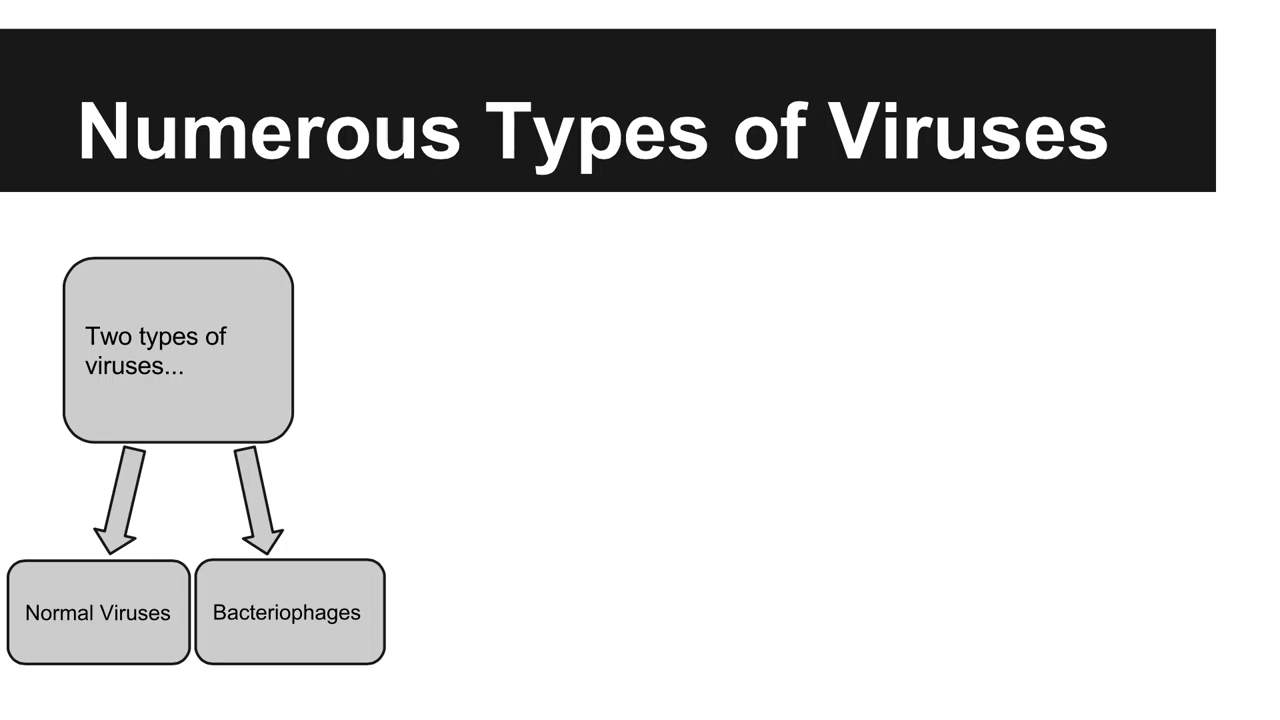 Numerous Types of Viruses
Two types of
viruses...
Normal Viruses
Bacteriophages